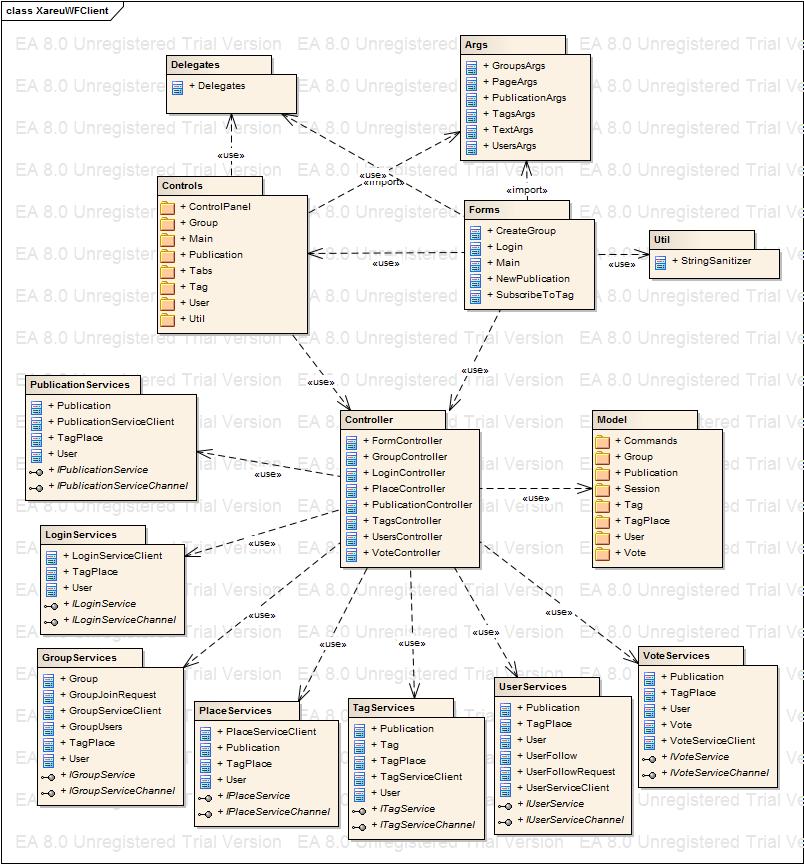 class XareuWFClient
EA 8.0 Unregistered Trial Version
Delegates
+ Delegates
Args
+ GroupsArgs
+ PageArgs
+ PublicationArgs
+ TagsArgs
+ TextArgs
+ UsersArgs
«use»
«use»
«import»
«import»
Controls
+ ControlPanel
+ Group
+ Main
+ Publication
+ Tabs
+ Tag
+ User
+ Util
Forms
+ CreateGroup
+ Login
+ Main
+ NewPublication
+ SubscribeToTag
«use»
«use»
Util
+ StringSanitizer
«use»
«use»
PublicationServices
+ Publication
+ PublicationServiceClient
+ TagPlace
+ User
+ IPublicationService
+ IPublicationServiceChannel
Controller
+ FormController
+ GroupController
+ LoginController
+ PlaceController
+ PublicationController
+ TagsController
+ UsersController
+ VoteController
Model
+ Commands
+ Group
+ Publication
+ Session
+ Tag
+ TagPlace
+ User
+ Vote
«use»
«use»
«use»
«use»
«use»
«use»
«use»
«use»
LoginServices
+ LoginServiceClient
+ TagPlace
+ User
+ ILoginService
+ ILoginServiceChannel
GroupServices
+ Group
+ GroupJoinRequest
+ GroupServiceClient
+ GroupUsers
+ TagPlace
+ User
+ IGroupService
+ IGroupServiceChannel
PlaceServices
+ PlaceServiceClient
+ Publication
+ TagPlace
+ User
+ IPlaceService
+ IPlaceServiceChannel
TagServices
+ Publication
+ Tag
+ TagPlace
+ TagServiceClient
+ User
+ ITagService
+ ITagServiceChannel
UserServices
+ Publication
+ TagPlace
+ User
+ UserFollow
+ UserFollowRequest
+ UserServiceClient
+ IUserService
+ IUserServiceChannel
VoteServices
+ Publication
+ TagPlace
+ User
+ Vote
+ VoteServiceClient
+ IVoteService
+ IVoteServiceChannel